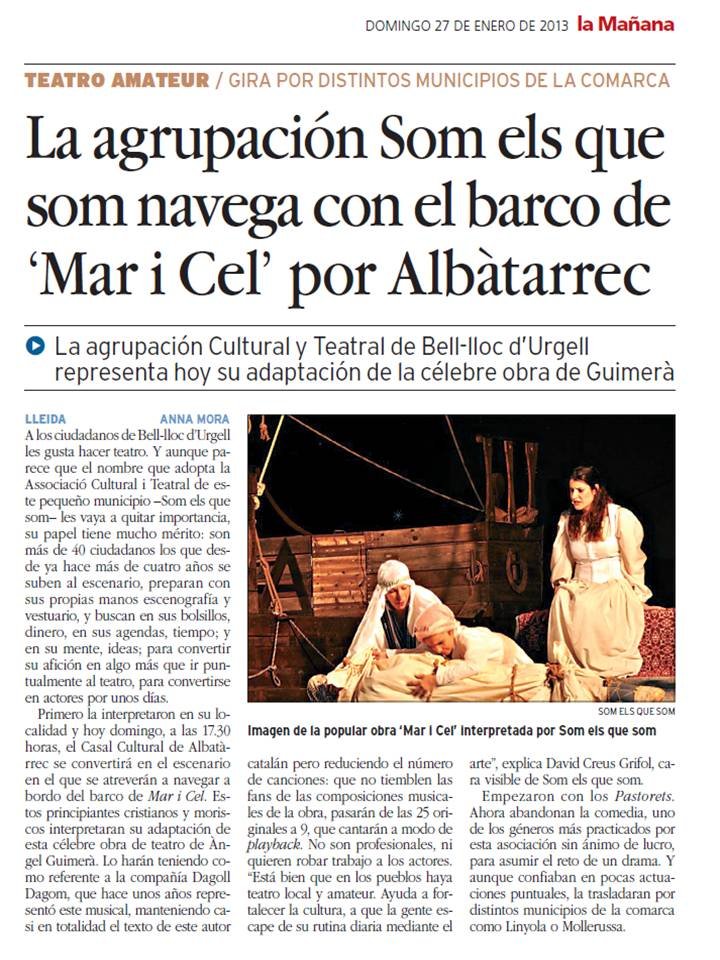 DOMINGO 27 DE ENERO DE 2013 la Mañana
TEATRO AMATEUR / GIRA POR DISTINTOS MUNICIPIOS DE LA COMARCA
La agrupación Som els que
som navega con el barco de
‘Mar i Cel’ por Albàtarrec
La agrupación Cultural y Teatral de Bell-lloc d’Urgell
representa hoy su adaptación de la célebre obra de Guimerà
LLEIDA ANNA MORA
A los ciudadanos de Bell-lloc d’Urgell
les gusta hacer teatro. Y aunque pa-
rece que el nombre que adopta la
Associació Cultural i Teatral de es-
te pequeño municipio –Som els que
som– les vaya a quitar importancia,
su papel tiene mucho mérito: son
más de 40 ciudadanos los que des-
de ya hace más de cuatro años se
suben al escenario, preparan con
sus propias manos escenografía y
vestuario, y buscan en sus bolsillos,
dinero, en sus agendas, tiempo; y
en su mente, ideas; para convertir
su afición en algo más que ir pun-
tualmente al teatro, para convertirse
en actores por unos días.
Primero la interpretaron en su lo-
calidad y hoy domingo, a las 17.30
horas, el Casal Cultural de Albatà-
rrec se convertirá en el escenario
en el que se atreverán a navegar a
bordo del barco de Mar i Cel. Es-
tos principiantes cristianos y moris-
cos interpretaran su adaptación de
esta célebre obra de teatro de Àn-
gel Guimerà. Lo harán teniendo co-
mo referente a la compañía Dagoll
Dagom, que hace unos años repre-
sentó este musical, manteniendo ca-
si en totalidad el texto de este autor
SOM ELS QUE SOM
Imagen de la popular obra ‘Mar i Cel’ interpretada por Som els que som
catalán pero reduciendo el número
de canciones: que no tiemblen las
fans de las composiciones musica-
les de la obra, pasarán de las 25 ori-
ginales a 9, que cantarán a modo de
playback. No son profesionales, ni
quieren robar trabajo a los actores.
“Está bien que en los pueblos haya
teatro local y amateur. Ayuda a for-
talecer la cultura, a que la gente es-
cape de su rutina diaria mediante el
arte”, explica David Creus Grifol, ca-
ra visible de Som els que som.
Empezaron con los Pastorets.
Ahora abandonan la comedia, uno
de los géneros más practicados por
esta asociación sin ánimo de lucro,
para asumir el reto de un drama. Y
aunque confiaban en pocas actua-
ciones puntuales, la trasladaran por
distintos municipios de la comarca
como Linyola o Mollerussa.